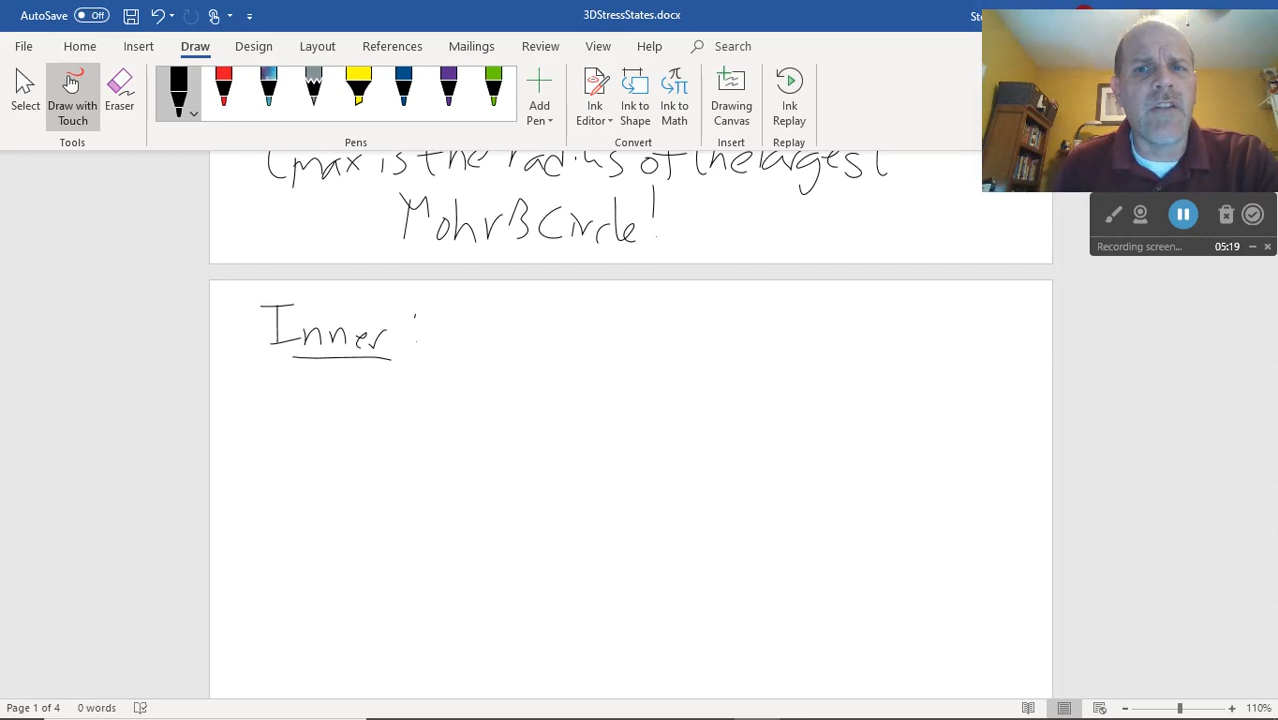 AutoSave Off
3DStressStates.docx
File Home Insert Draw Design Layout References Mailings Review View Help Search
Select
Draw with Touch
Eraser
Add Pen
Ink Editor
Ink to Shape
Ink to Math
Drawing Canvas
Ink Replay
Tools
Pens
Convert
Insert
Replay
Recording screen... 05:19
τmax is the radius of the largest
Mohr's Circle!
Inner :
Page 1 of 4 0 words
110%